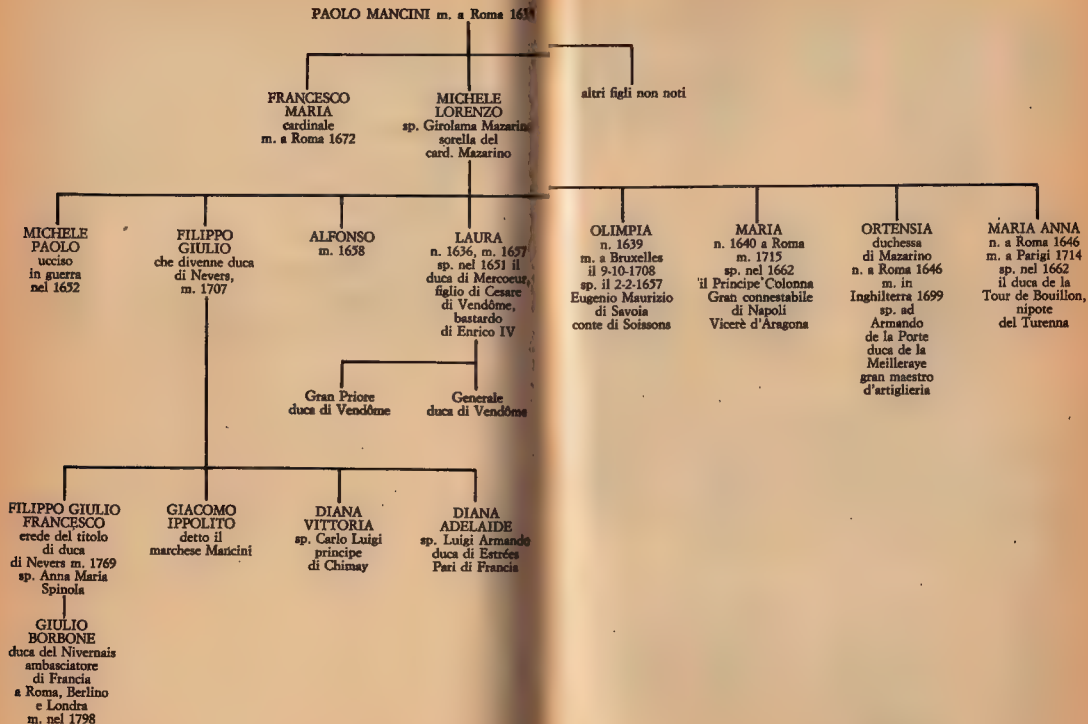 PAOLO MANCINI m. a Roma
FRANCESCO
MARIA
cardinale
m. a Roma 1672
MICHELE
LORENZO
sp. Girolama Mazarino
sorella del
card. Mazarino
altri figli non noti
MICHELE
PAOLO
ucciso
in guerra
nel 1652
FILIPPO
GIULIO
che divenne duca
di Nevers,
m. 1707
ALFONSO
m. 1658
LAURA
n. 1636, m. 1657
sp. nel 1651 il
duca di Mercoeur,
figlio di Cesare
di Vendôme,
bastardo
di Enrico IV
OLIMPIA
n. 1639
m. a Bruxelles
il 9-10-1708
sp. il 2-2-1657
Eugenio Maurizio
di Savoia
conte di Soissons
MARIA
n. 1640 a Roma
m. 1715
sp. nel 1662
il Principe Colonna
Gran connestabile
di Napoli
Vicerè d'Aragona
ORTENSIA
duchessa
di Mazarino
n. a Roma 1646
m. in
Inghilterra 1699
sp. ad
Armando
de la Porte
duca de la
Meilleraye
gran maestro
d'artiglieria
MARIA ANNA
n. a Roma 1646
m. a Parigi 1714
sp. nel 1662
il duca de la
Tour de Bouillon,
nipote
del Turenna
Gran Priore
duca di Vendôme
Generale
duca di Vendôme
FILIPPO GIULIO
FRANCESCO
erede del titolo
di duca
di Nevers m. 1769
sp. Anna Maria
Spinola
GIACOMO
IPPOLITO
detto il
marchese Mancini
DIANA
VITTORIA
sp. Carlo Luigi
principe
di Chimay
DIANA
ADELAIDE
sp. Luigi Armando
duca di Estrées
Pari di Francia
GIULIO
BORBONE
duca del Nivernais
ambasciatore
di Francia
a Roma, Berlino
e Londra
m. nel 1798